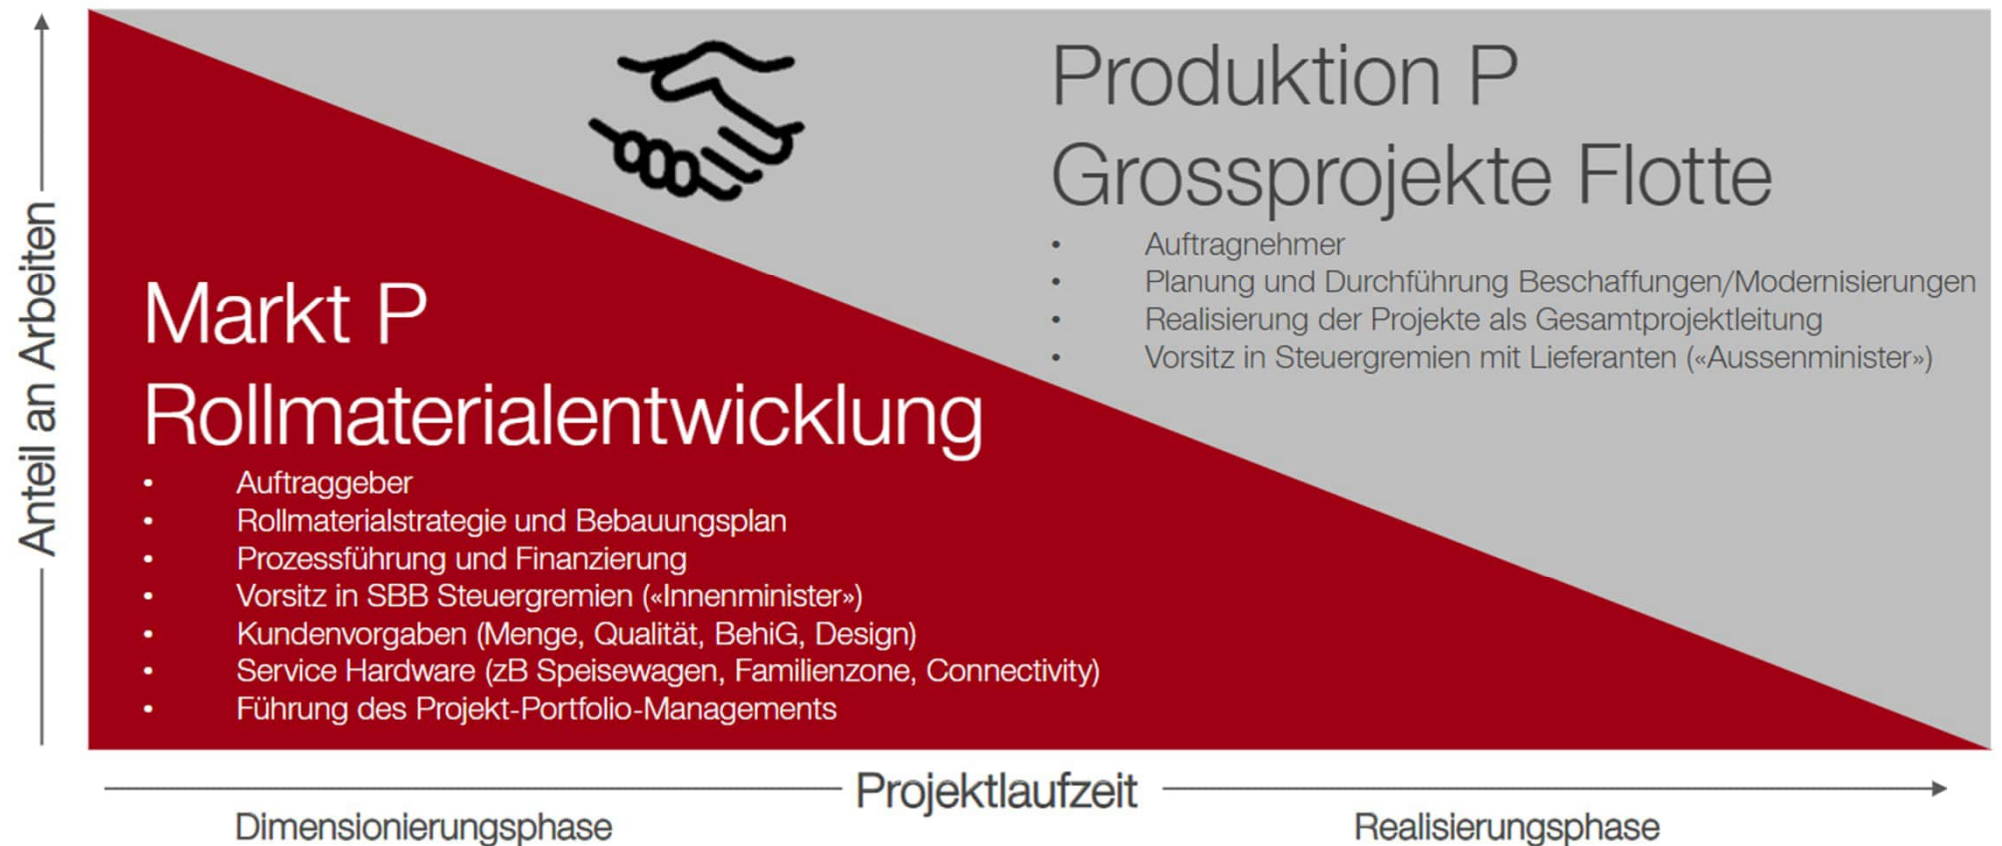 Anteil an Arbeiten
Produktion P
Grossprojekte Flotte
• Auftragnehmer
• Planung und Durchführung Beschaffungen/Modernisierungen
• Realisierung der Projekte als Gesamtprojektleitung
• Vorsitz in Steuergremien mit Lieferanten («Aussenminister»)
Markt P
Rollmaterialentwicklung
• Auftraggeber
• Rollmaterialstrategie und Bebauungsplan
• Prozessführung und Finanzierung
• Vorsitz in SBB Steuergremien («Innenminister»)
• Kundenvorgaben (Menge, Qualität, BehiG, Design)
• Service Hardware (zB Speisewagen, Familienzone, Connectivity)
• Führung des Projekt-Portfolio-Managements
Projektlaufzeit
Dimensionierungsphase
Realisierungsphase